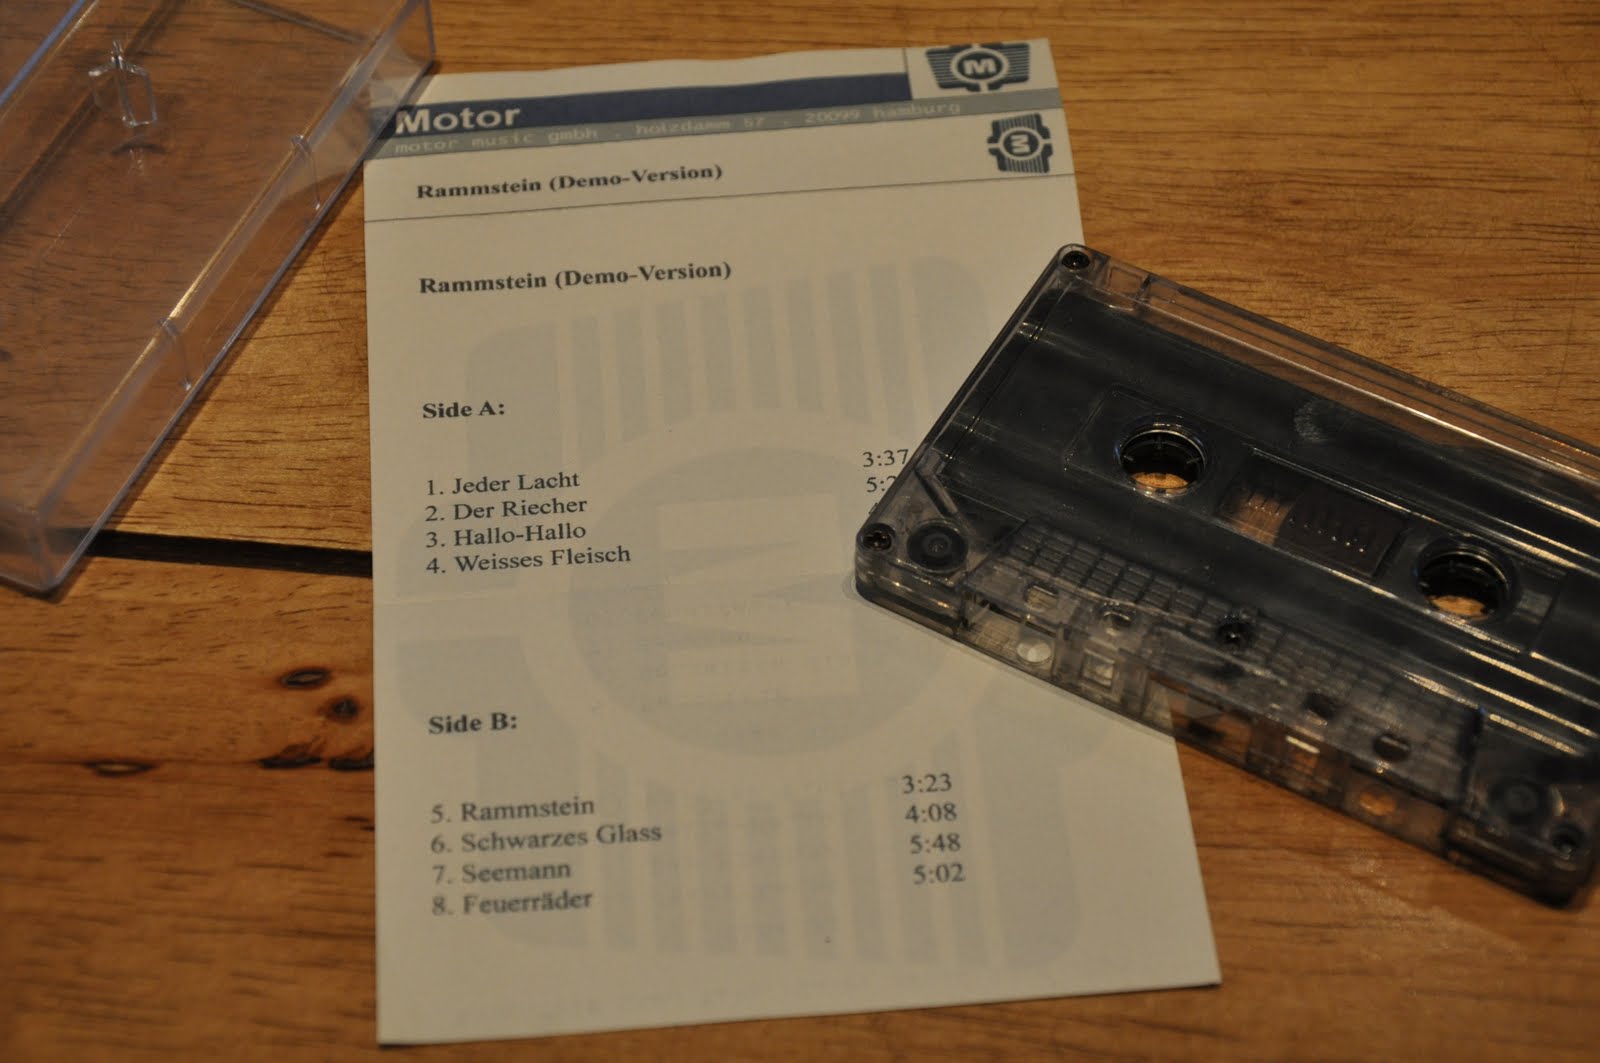 M
Motor
motor music gmbh . holzdamm 57 . 20099 hamburg
M
Rammstein (Demo-Version)
Rammstein (Demo-Version)
Side A:
1. Jeder Lacht 3:37
2. Der Riecher
3. Hallo-Hallo
4. Weisses Fleisch
M
Side B:
5. Rammstein 3:23
6. Schwarzes Glass 4:08
7. Seemann 5:48
8. Feuerräder 5:02